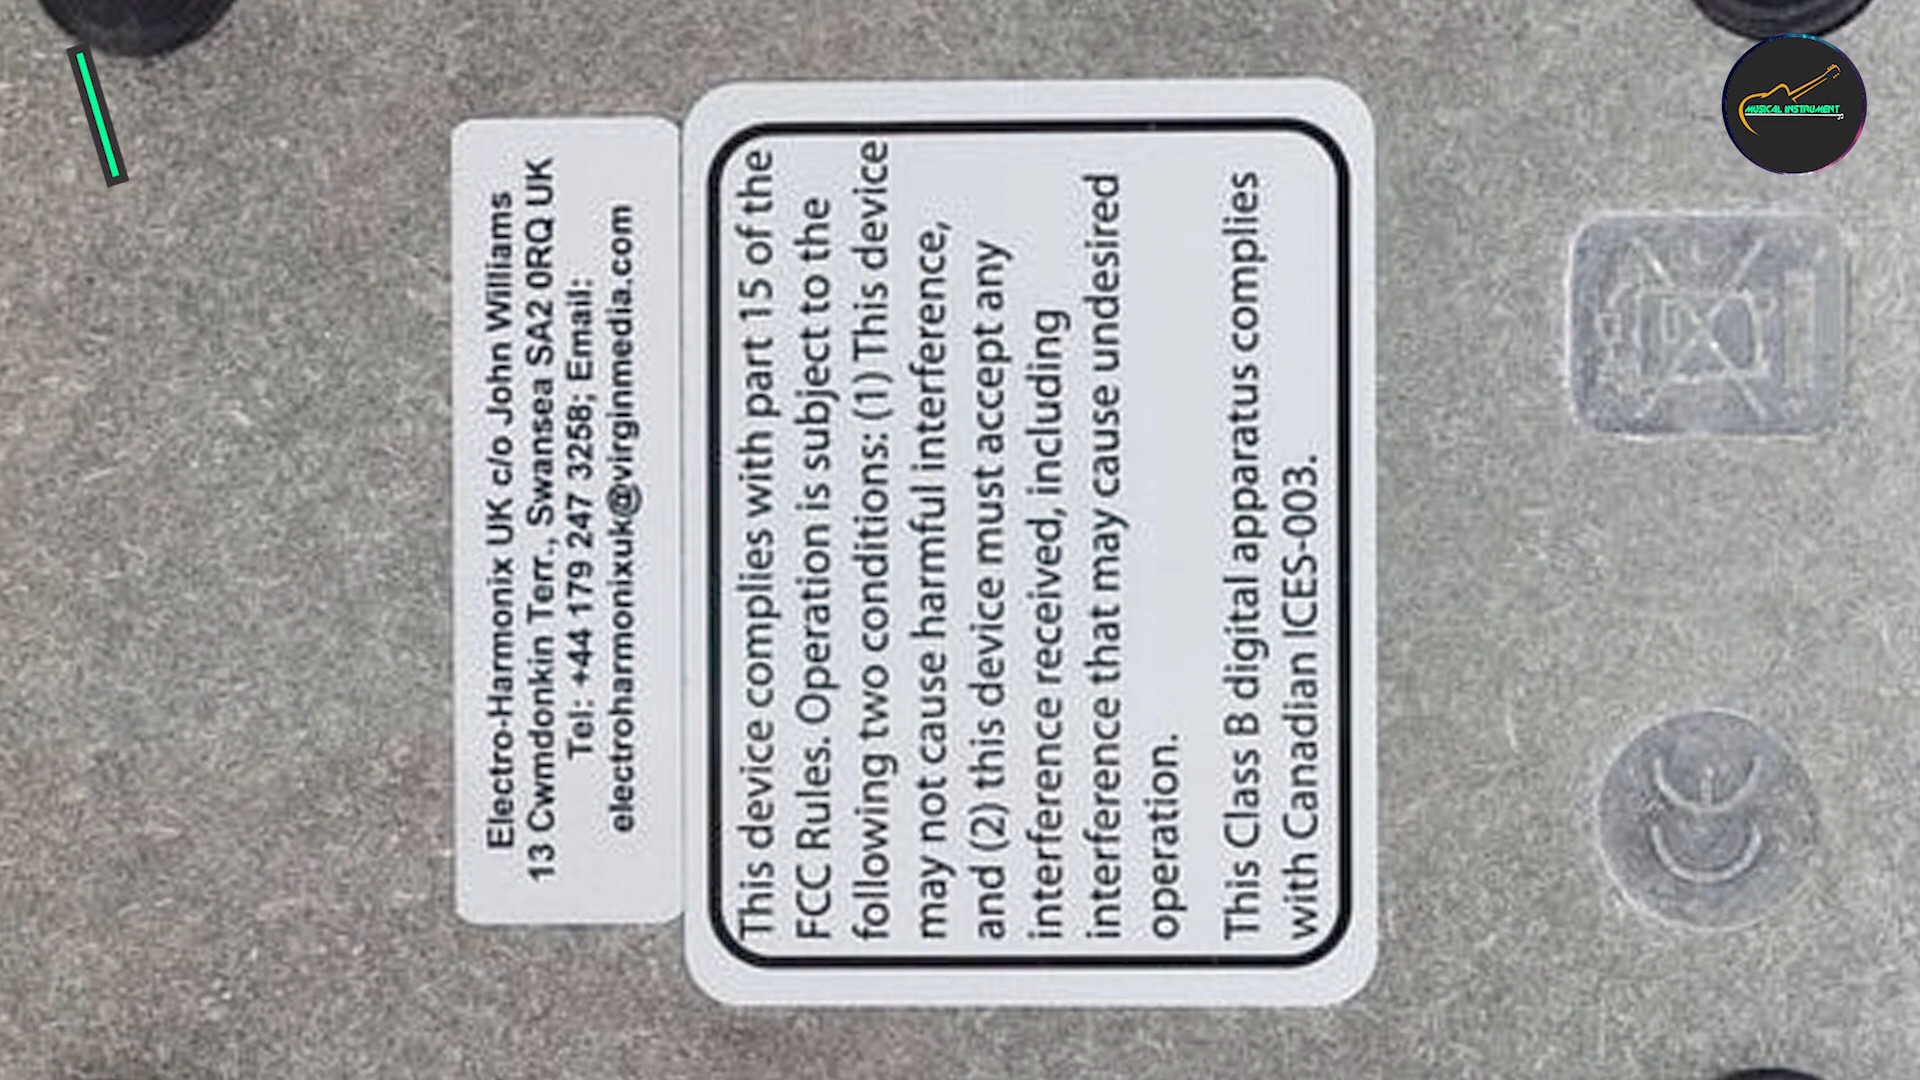 Electro-Harmonix UK c/o John Williams
13 Cwmdonkin Terr., Swansea SA2 0RQ UK
Tel: +44 179 247 3258; Email:
electroharmonixuk@virginmedia.com
This device complies with part 15 of the
FCC Rules. Operation is subject to the
following two conditions: (1) This device
may not cause harmful interference,
and (2) this device must accept any
interference received, including
interference that may cause undesired
operation.
This Class B digital apparatus complies
with Canadian ICES-003.
CE
MUSICAL INSTRUMENT